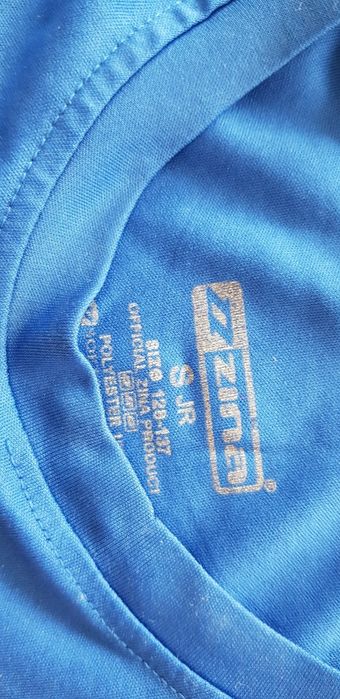 zina®
S JR
SIZE 128-137
OFFICIAL ZINA PRODUCT
POLYESTER